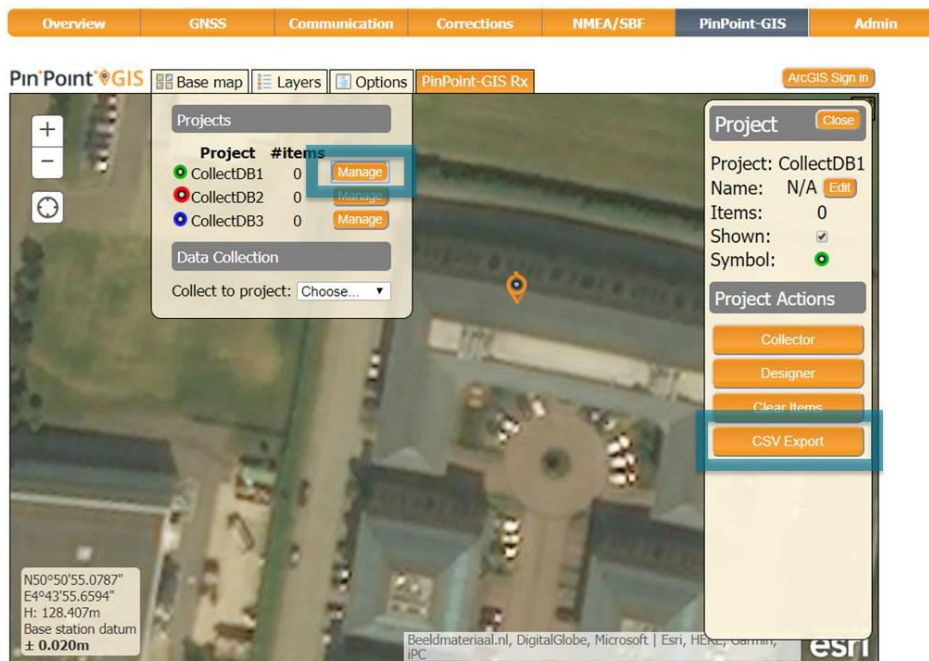 Overview GNSS Communication Corrections NMEA/SBF PinPoint-GIS Admin
PinPoint GIS Base map Layers Options PinPoint-GIS Rx ArcGIS Sign in
+
−
Projects
Project #items
CollectDB1 0 Manage
CollectDB2 0 Manage
CollectDB3 0 Manage
Data Collection
Collect to project: Choose...
Project Close
Project: CollectDB1
Name: N/A Edit
Items: 0
Shown:
Symbol:
Project Actions
Collector
Designer
Clear Items
CSV Export
N50°50'55.0787"
E4°43'55.6594"
H: 128.407m
Base station datum
± 0.020m
Beeldmateriaal.nl, DigitalGlobe, Microsoft | Esri, HERE, Garmin,
iPC
esri